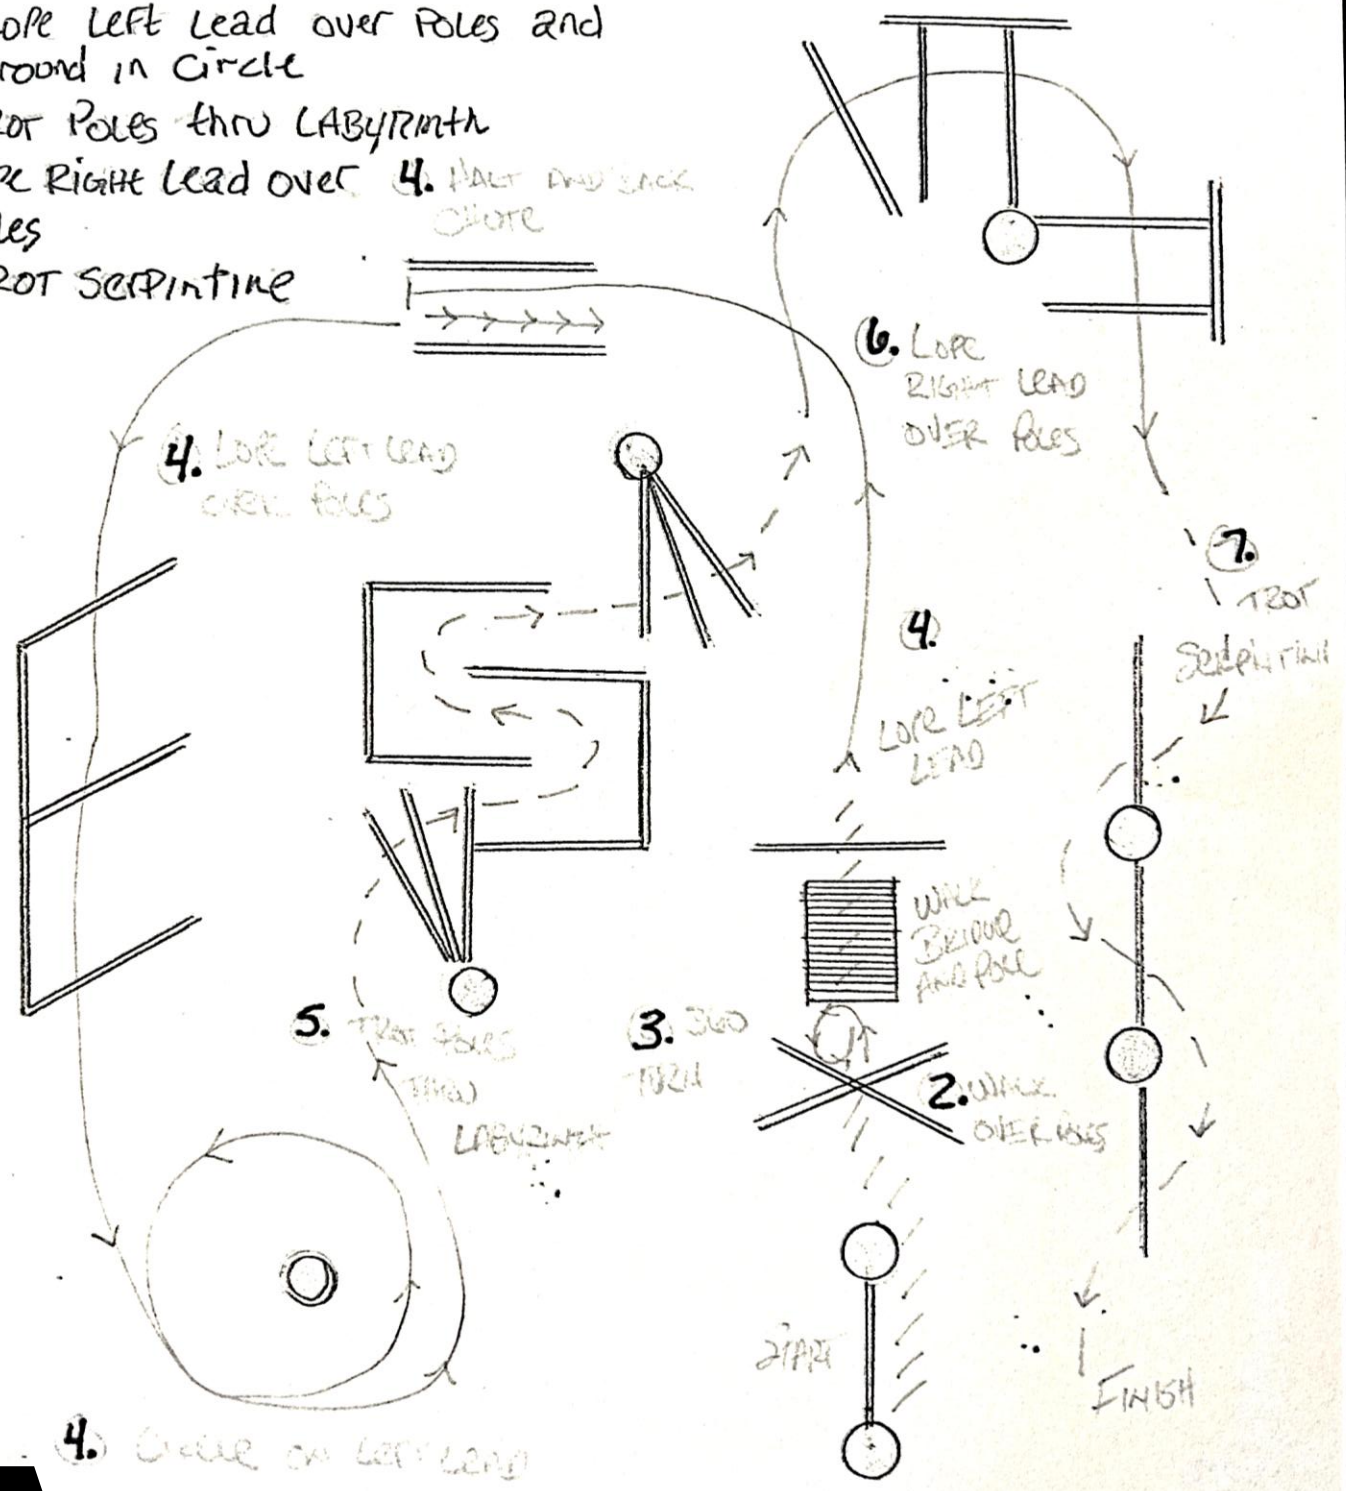 ope Left Lead over Poles and
round in Circle
rot Poles thru LAByRinth
pe Right Lead over
les
ROT Serpintine
4. HALT AND BACK
CHUTE
6. LOPE
RIGHT LEAD
OVER POLES
4. LOPE LEFT LEAD
OVER POLES
7.
TROT
SERPINTINE
4.
LOPE LEFT
LEAD
WALK
BRIDGE
AND POLE
5. TROT POLES
THRU
LABYRINTH
3. 360
TURN
2. WALK
OVER POLES
START
FINISH
4. CIRCLE ON LEFT LEAD